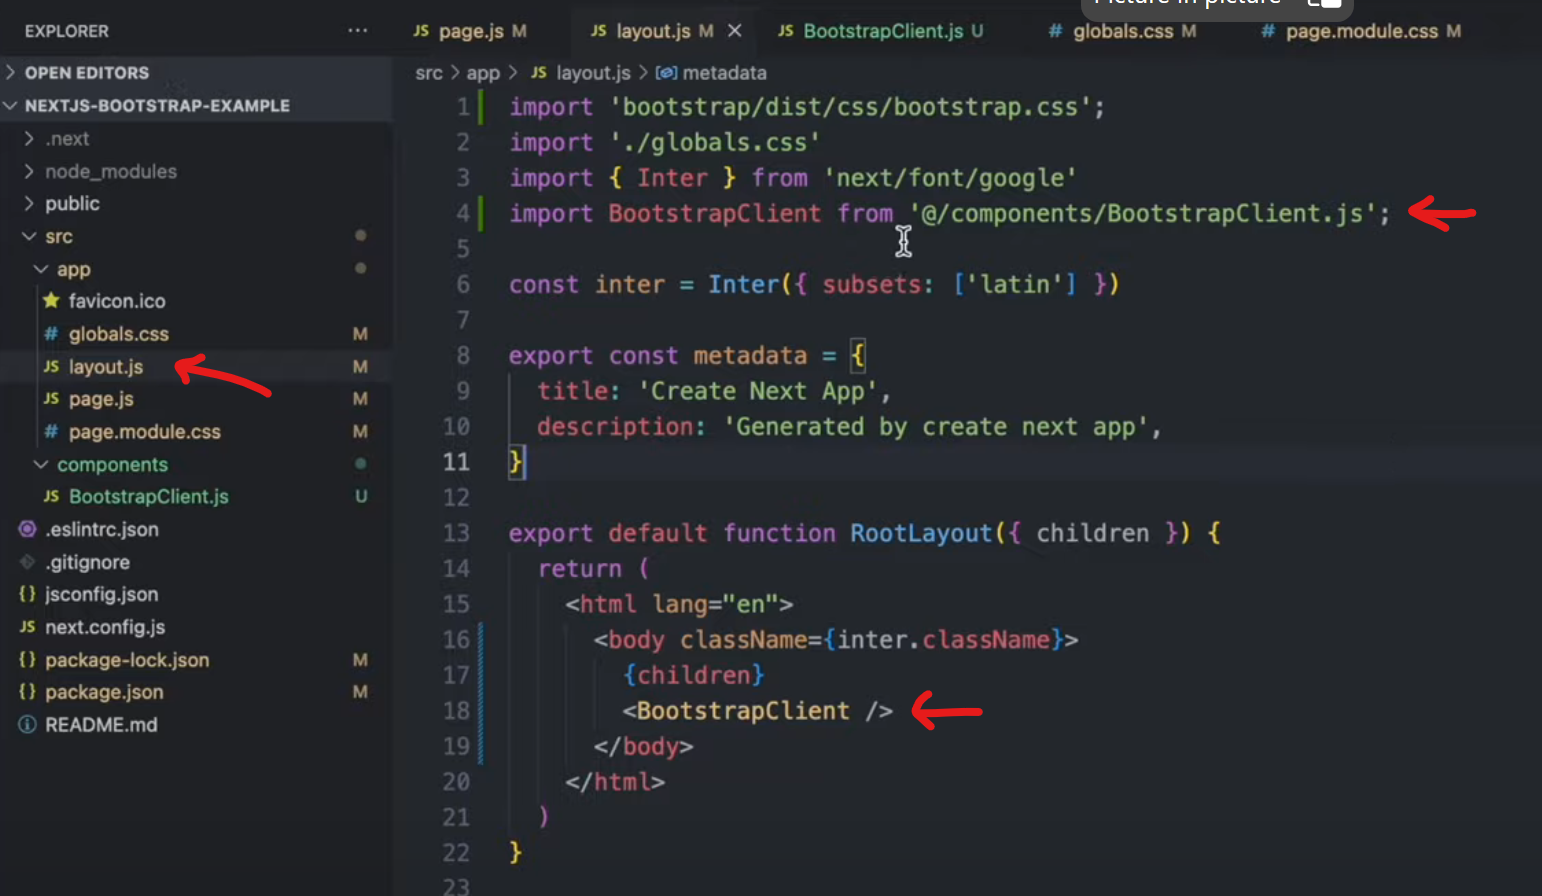 Picture in picture
EXPLORER ...
JS page.js M
JS layout.js M
JS BootstrapClient.js U
# globals.css M
# page.module.css M
OPEN EDITORS
NEXTJS-BOOTSTRAP-EXAMPLE
.next
node_modules
public
src
app
favicon.ico
# globals.css M
JS layout.js M
JS page.js M
# page.module.css M
components
JS BootstrapClient.js U
.eslintrc.json
.gitignore
{} jsconfig.json
JS next.config.js
{} package-lock.json M
{} package.json M
README.md
src > app > JS layout.js > metadata
1 import 'bootstrap/dist/css/bootstrap.css';
2 import './globals.css'
3 import { Inter } from 'next/font/google'
4 import BootstrapClient from '@/components/BootstrapClient.js';
5
6 const inter = Inter({ subsets: ['latin'] })
7
8 export const metadata = {
9 title: 'Create Next App',
10 description: 'Generated by create next app',
11 }
12
13 export default function RootLayout({ children }) {
14 return (
15 <html lang="en">
16 <body className={inter.className}>
17 {children}
18 <BootstrapClient />
19 </body>
20 </html>
21 )
22 }
23